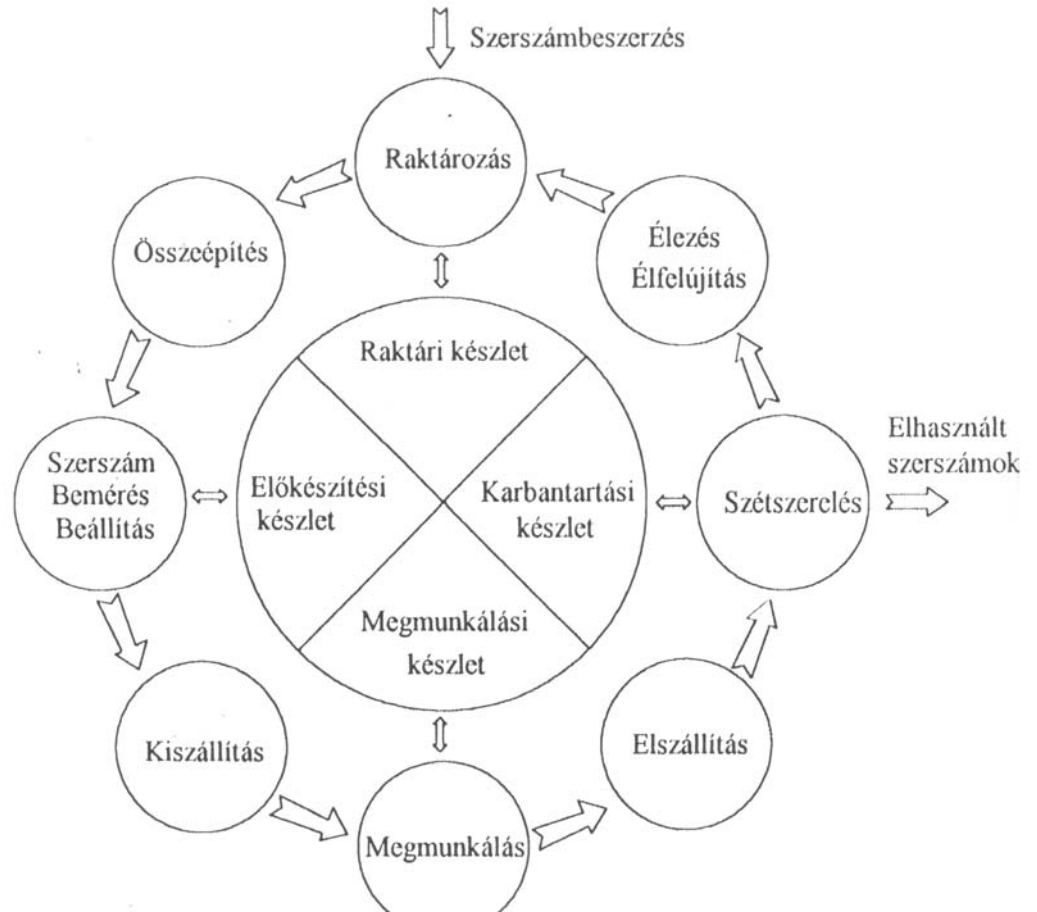 Szerszámbeszerzés
Raktározás
Összeépítés
Élezés
Élfelújítás
Raktári készlet
Szerszám
Bemérés
Beállítás
Előkészítési
készlet
Karbantartási
készlet
Szétszerelés
Elhasznált
szerszámok
Megmunkálási
készlet
Kiszállítás
Elszállítás
Megmunkálás